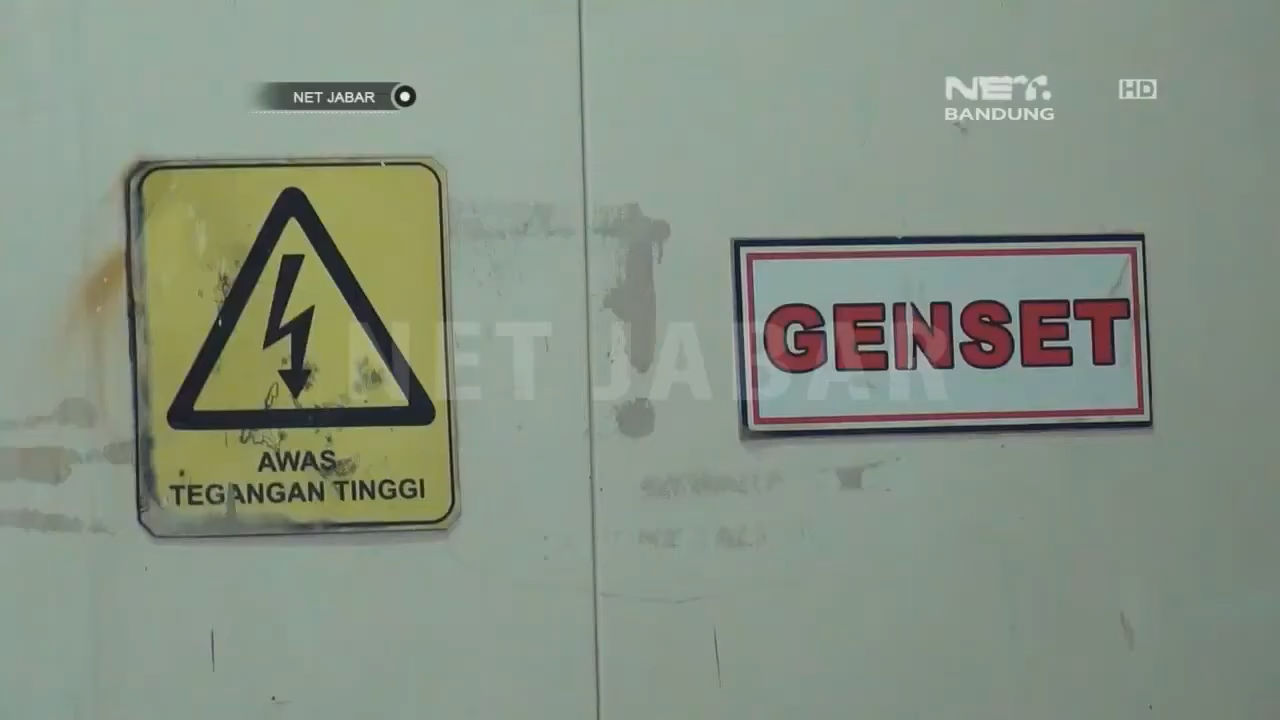 NET JABAR
NET.
BANDUNG
HD
AWAS
TEGANGAN TINGGI
GENSET
NET JABAR